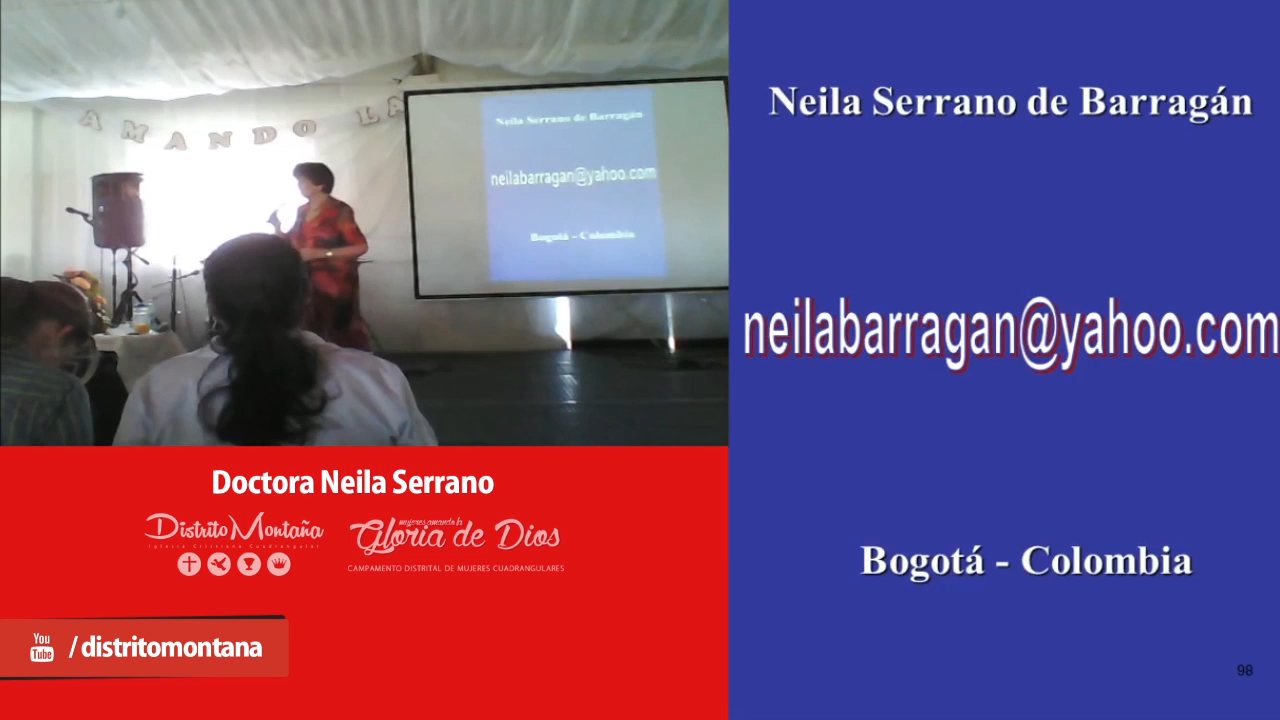 AMANDO LA
Neila Serrano de Barragán
neilabarragan@yahoo.com
Bogotá - Colombia
Doctora Neila Serrano
Distrito Montaña
Iglesia Cristiana Cuadrangular
mujeres amando la
Gloria de Dios
CAMPAMENTO DISTRITAL DE MUJERES CUADRANGULARES
You
Tube
/distritomontana
Neila Serrano de Barragán
neilabarragan@yahoo.com
Bogotá - Colombia
98